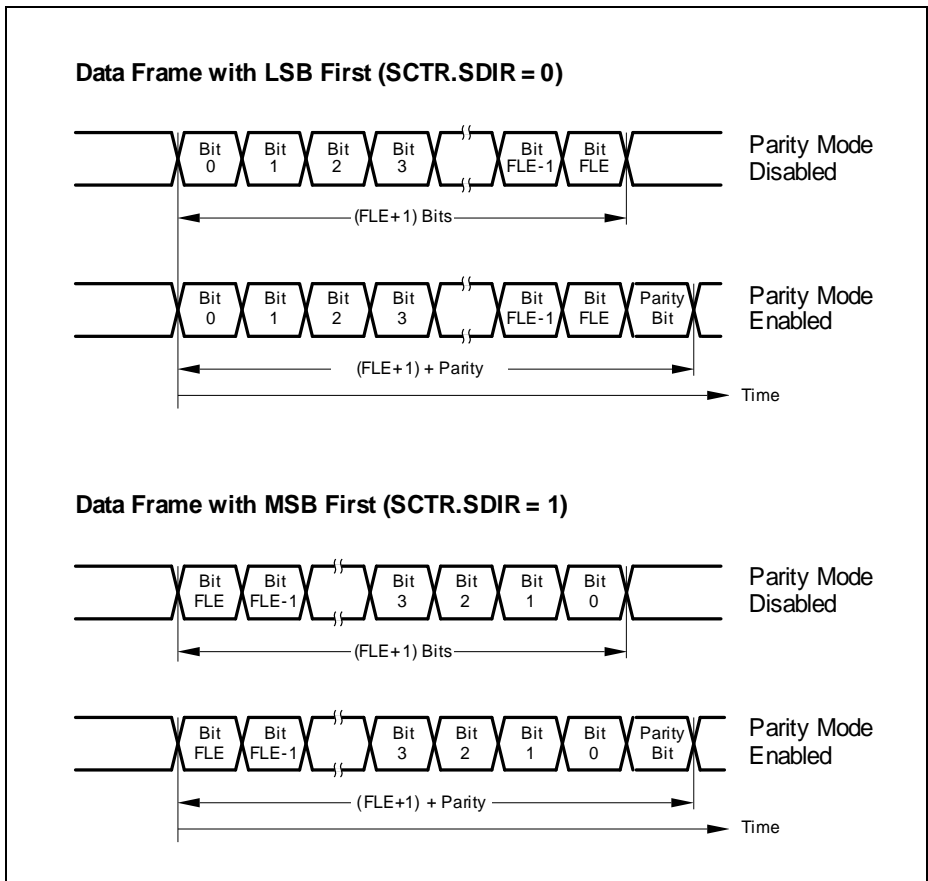 Data Frame with LSB First (SCTR.SDIR = 0)
Bit 0 Bit 1 Bit 2 Bit 3 Bit FLE-1 Bit FLE
Parity Mode Disabled
(FLE+1) Bits
Bit 0 Bit 1 Bit 2 Bit 3 Bit FLE-1 Bit FLE Parity Bit
Parity Mode Enabled
(FLE+1) + Parity
Time
Data Frame with MSB First (SCTR.SDIR = 1)
Bit FLE Bit FLE-1 Bit 3 Bit 2 Bit 1 Bit 0
Parity Mode Disabled
(FLE+1) Bits
Bit FLE Bit FLE-1 Bit 3 Bit 2 Bit 1 Bit 0 Parity Bit
Parity Mode Enabled
(FLE+1) + Parity
Time